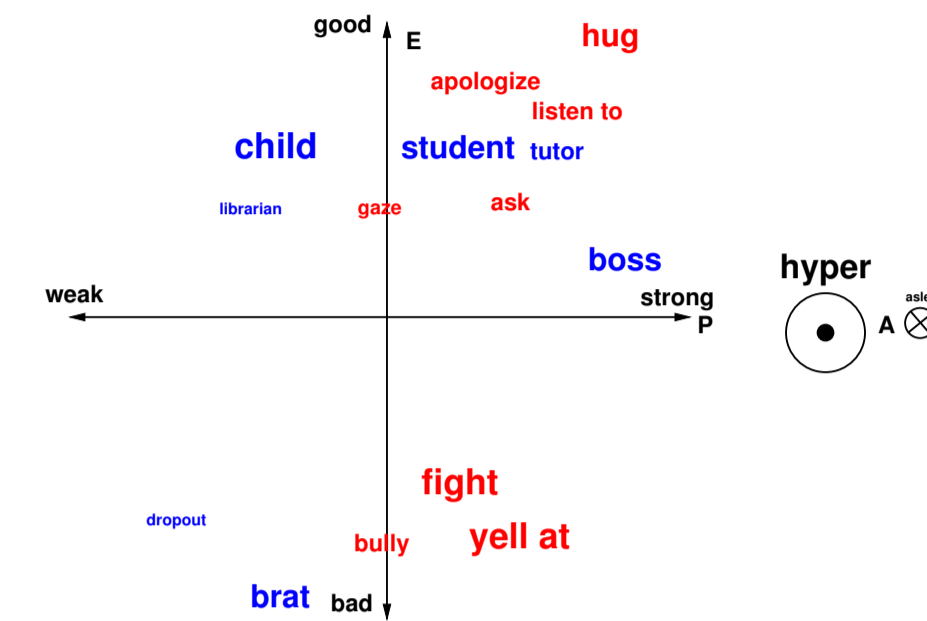 good
E
hug
apologize
listen to
child
student
tutor
librarian
gaze
ask
boss
hyper
weak
strong
P
A
fight
dropout
bully
yell at
brat
bad